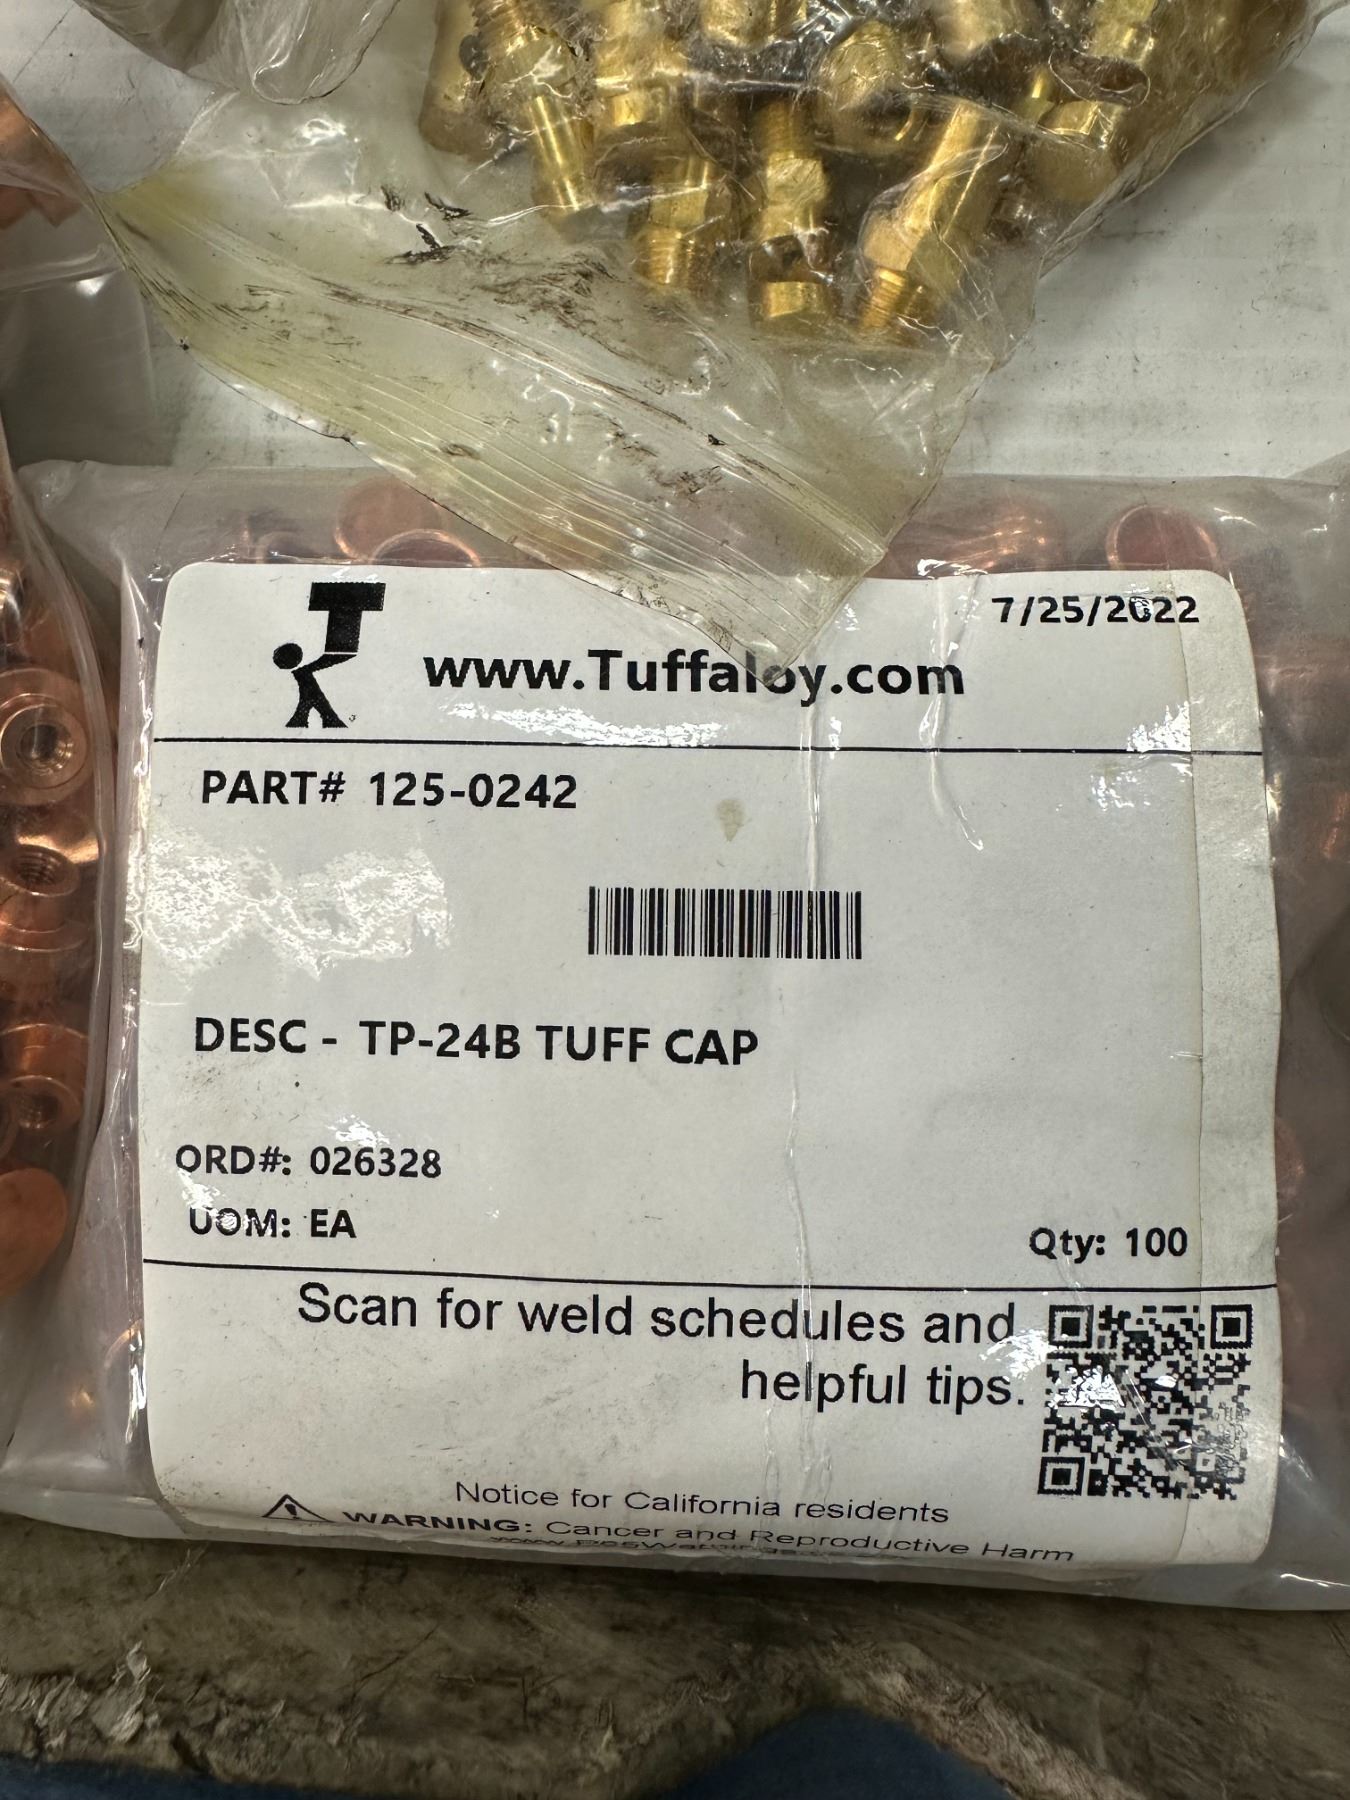 T
7/25/2022
www.Tuffaloy.com
PART# 125-0242
DESC - TP-24B TUFF CAP
ORD#: 026328
UOM: EA
Qty: 100
Scan for weld schedules and
helpful tips.
Notice for California residents
WARNING: Cancer and Reproductive Harm